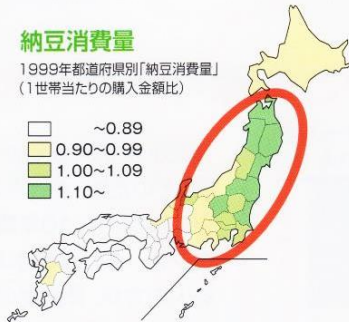 納豆消費量
1999年都道府県別「納豆消費量」
(1世帯当たりの購入金額比)
~0.89
0.90~0.99
1.00~1.09
1.10~